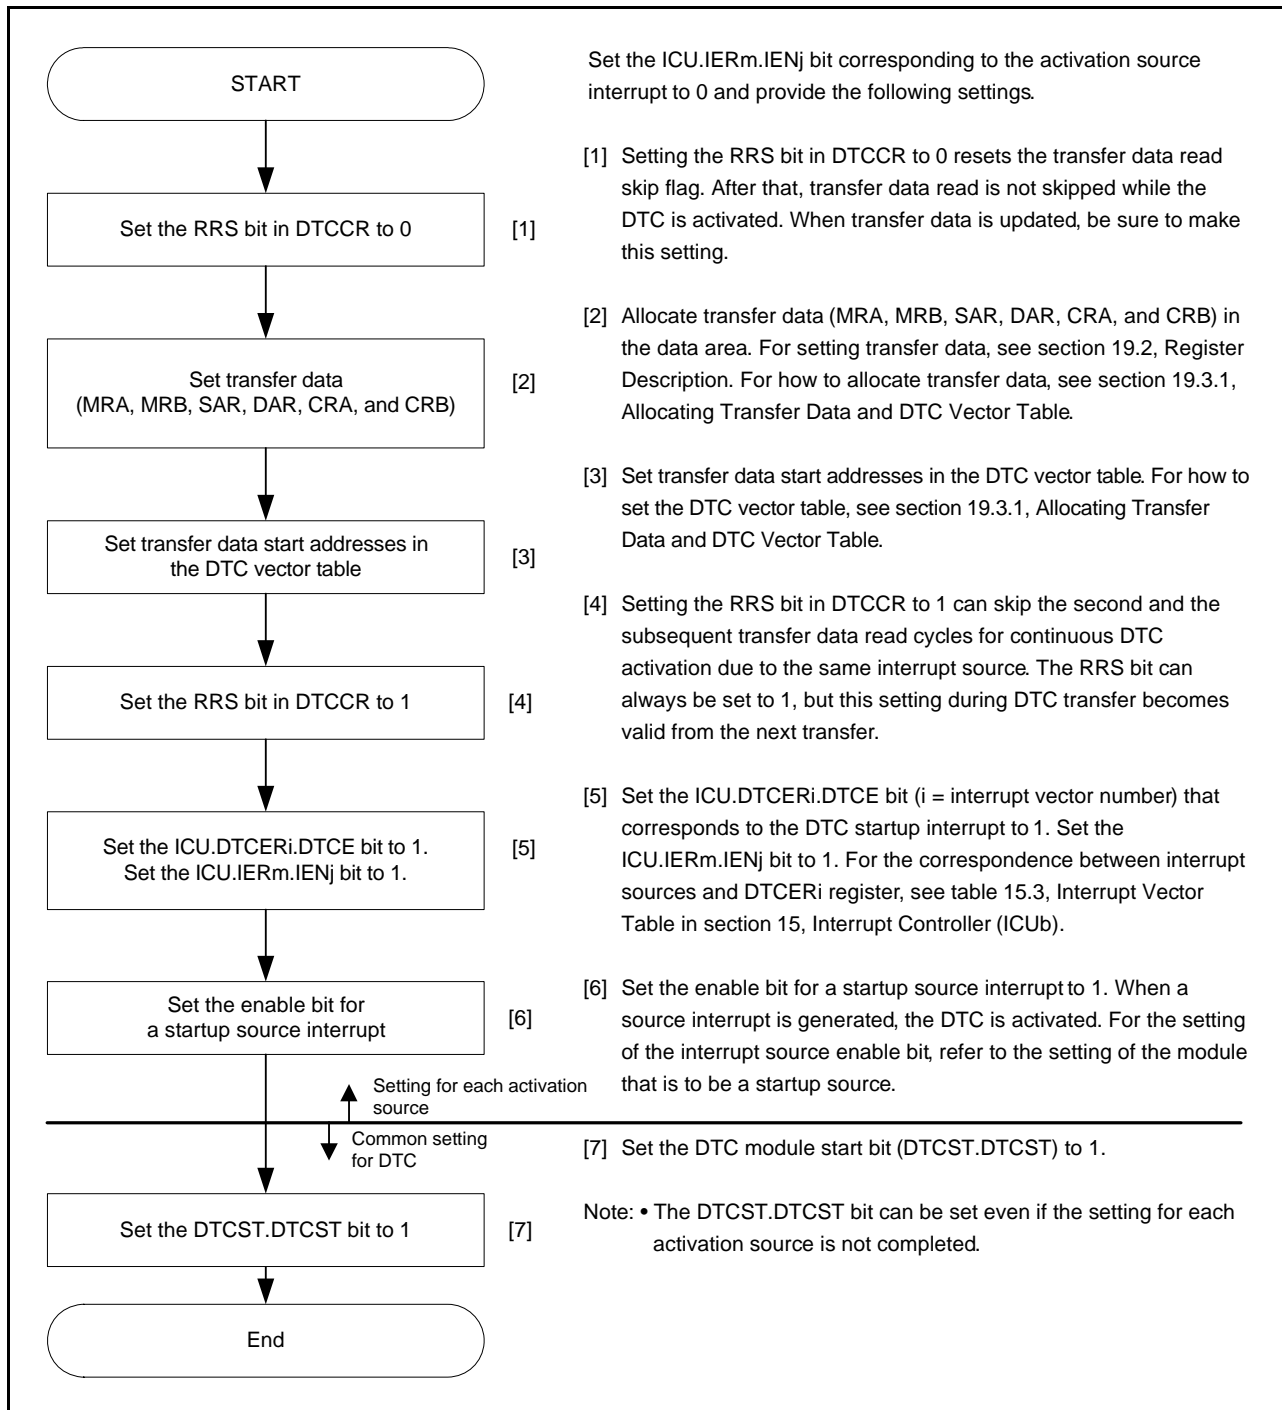 START
Set the RRS bit in DTCCR to 0
[1]
Set transfer data
(MRA, MRB, SAR, DAR, CRA, and CRB)
[2]
Set transfer data start addresses in
the DTC vector table
[3]
Set the RRS bit in DTCCR to 1
[4]
Set the ICU.DTCERi.DTCE bit to 1.
Set the ICU.IERm.IENj bit to 1.
[5]
Set the enable bit for
a startup source interrupt
[6]
Setting for each activation
source
Common setting
for DTC
Set the DTCST.DTCST bit to 1
[7]
End
Set the ICU.IERm.IENj bit corresponding to the activation source
interrupt to 0 and provide the following settings.
[1] Setting the RRS bit in DTCCR to 0 resets the transfer data read
skip flag. After that, transfer data read is not skipped while the
DTC is activated. When transfer data is updated, be sure to make
this setting.
[2] Allocate transfer data (MRA, MRB, SAR, DAR, CRA, and CRB) in
the data area. For setting transfer data, see section 19.2, Register
Description. For how to allocate transfer data, see section 19.3.1,
Allocating Transfer Data and DTC Vector Table.
[3] Set transfer data start addresses in the DTC vector table. For how to
set the DTC vector table, see section 19.3.1, Allocating Transfer
Data and DTC Vector Table.
[4] Setting the RRS bit in DTCCR to 1 can skip the second and the
subsequent transfer data read cycles for continuous DTC
activation due to the same interrupt source. The RRS bit can
always be set to 1, but this setting during DTC transfer becomes
valid from the next transfer.
[5] Set the ICU.DTCERi.DTCE bit (i = interrupt vector number) that
corresponds to the DTC startup interrupt to 1. Set the
ICU.IERm.IENj bit to 1. For the correspondence between interrupt
sources and DTCERi register, see table 15.3, Interrupt Vector
Table in section 15, Interrupt Controller (ICUb).
[6] Set the enable bit for a startup source interrupt to 1. When a
source interrupt is generated, the DTC is activated. For the setting
of the interrupt source enable bit, refer to the setting of the module
that is to be a startup source.
[7] Set the DTC module start bit (DTCST.DTCST) to 1.
Note: • The DTCST.DTCST bit can be set even if the setting for each
activation source is not completed.